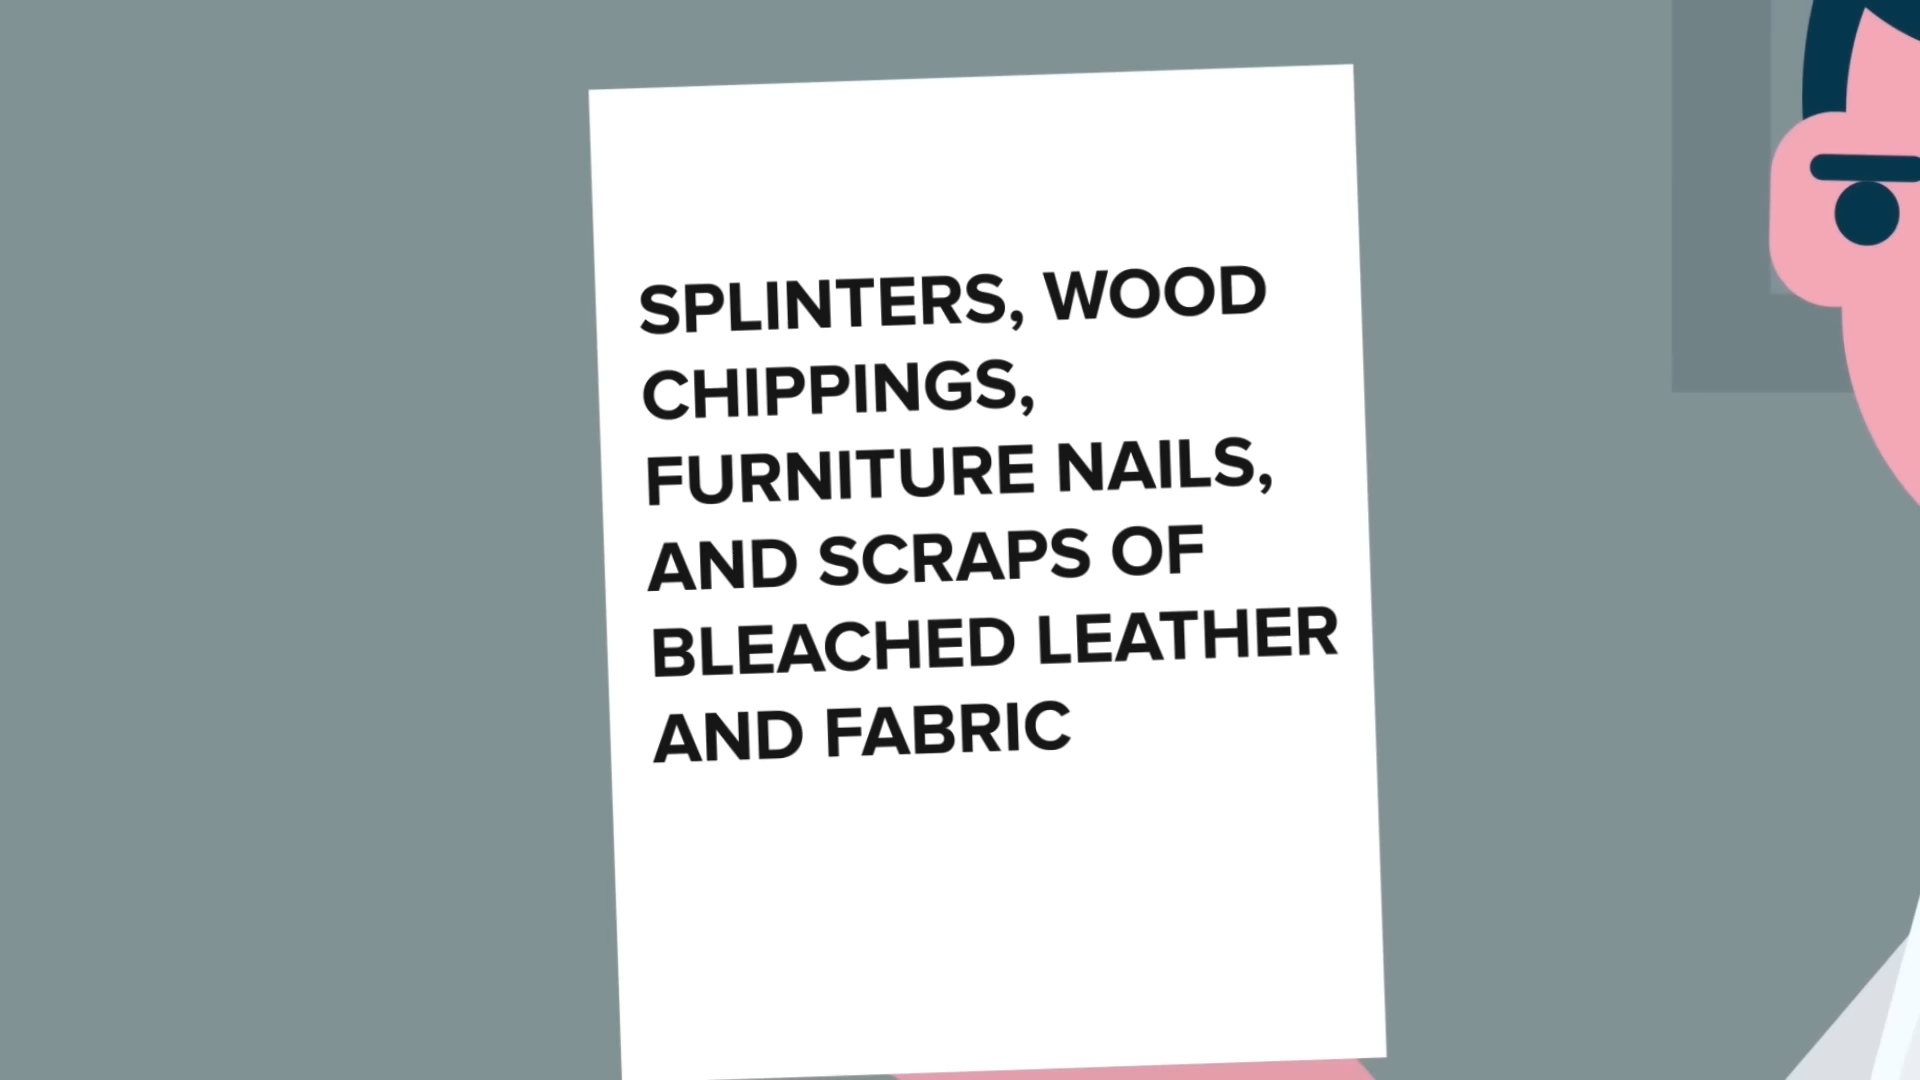 SPLINTERS, WOOD
CHIPPINGS,
FURNITURE NAILS,
AND SCRAPS OF
BLEACHED LEATHER
AND FABRIC